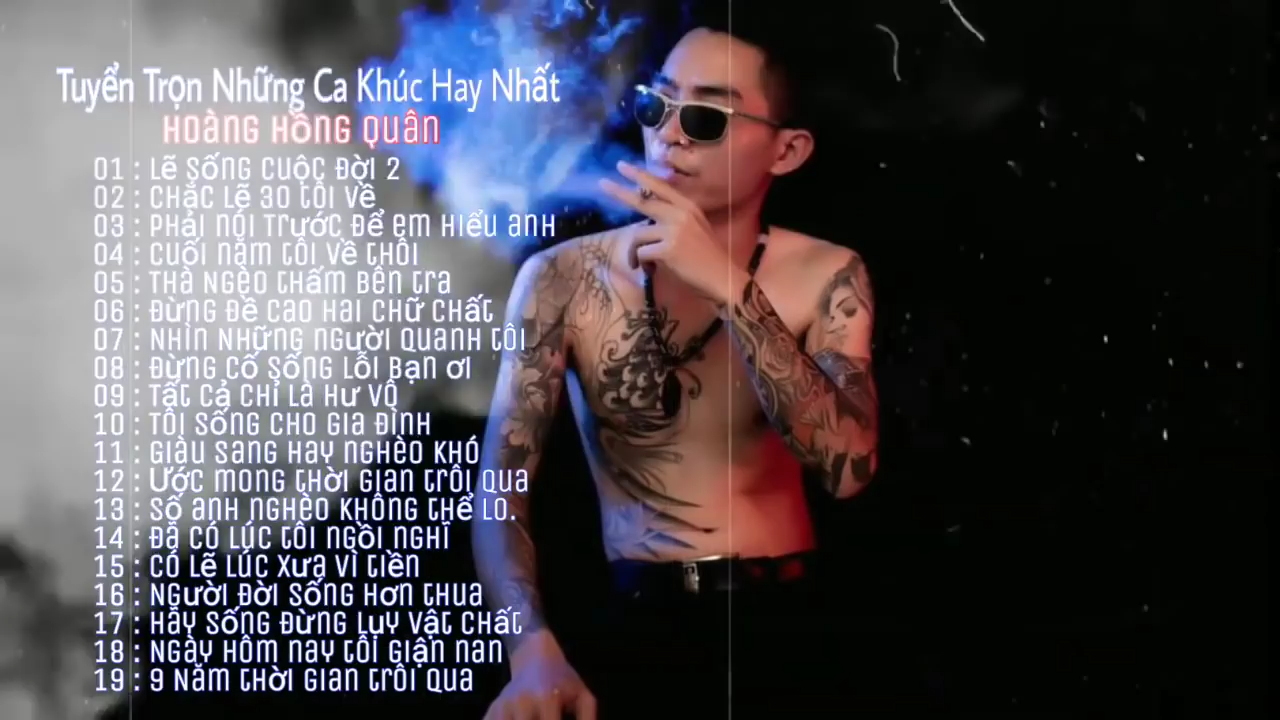 Tuyển Trọn Những Ca Khúc Hay Nhất
Hoàng Hồng Quân
01 : Lẽ Sống Cuộc Đời 2
02 : Chắc Lẽ 30 Tôi Về
03 : Phải Nói Trước Để Em Hiểu Anh
04 : Cuối Năm Tôi Về Thôi
05 : Thà Ngèo Thấm Bên Tra
06 : Đừng Đề Cao Hai Chữ Chất
07 : Nhìn Những Người Quanh Tôi
08 : Đừng Cố Sống Lỗi Bạn Ơi
09 : Tất Cả Chỉ Là Hư Vô
10 : Tôi Sống Cho Gia Đình
11 : Giàu Sang Hay Nghèo Khó
12 : Ước Mong Thời Gian Trôi Qua
13 : Số Anh Nghèo Không Thể Lo.
14 : Đã Có Lúc Tôi Ngồi Nghĩ
15 : Có Lẽ Lúc Xưa Vì Tiền
16 : Người Đời Sống Hơn Thua
17 : Hãy Sống Đừng Lụy Vật Chất
18 : Ngày Hôm Nay Tôi Giận Nan
19 : 9 Năm Thời Gian Trôi Qua